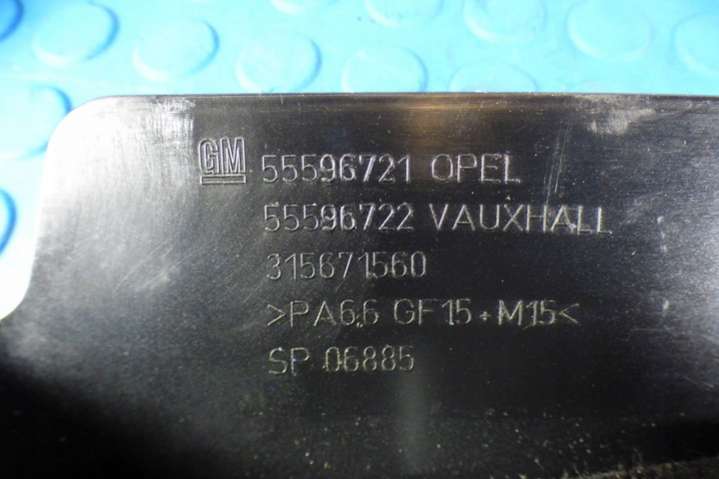 GM 55596721 OPEL
55596722 VAUXHALL
315671560
>PA6.6 GF15+M15<
SP 06885